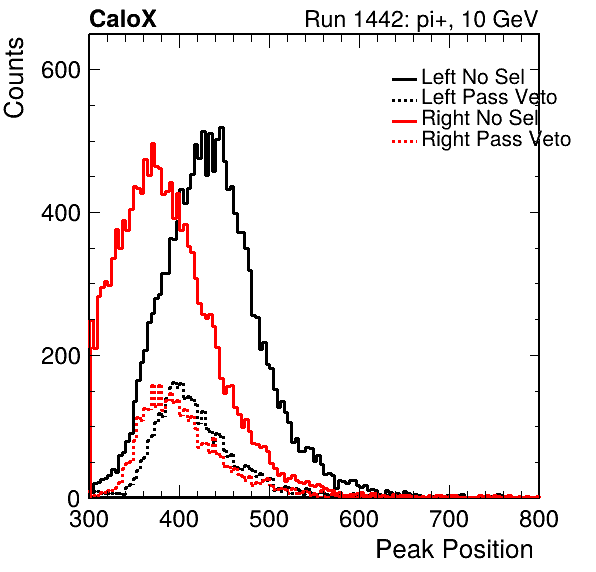 CaloX Run 1442: pi+, 10 GeV
Counts
600
400
200
0
Left No Sel
Left Pass Veto
Right No Sel
Right Pass Veto
300 400 500 600 700 800
Peak Position